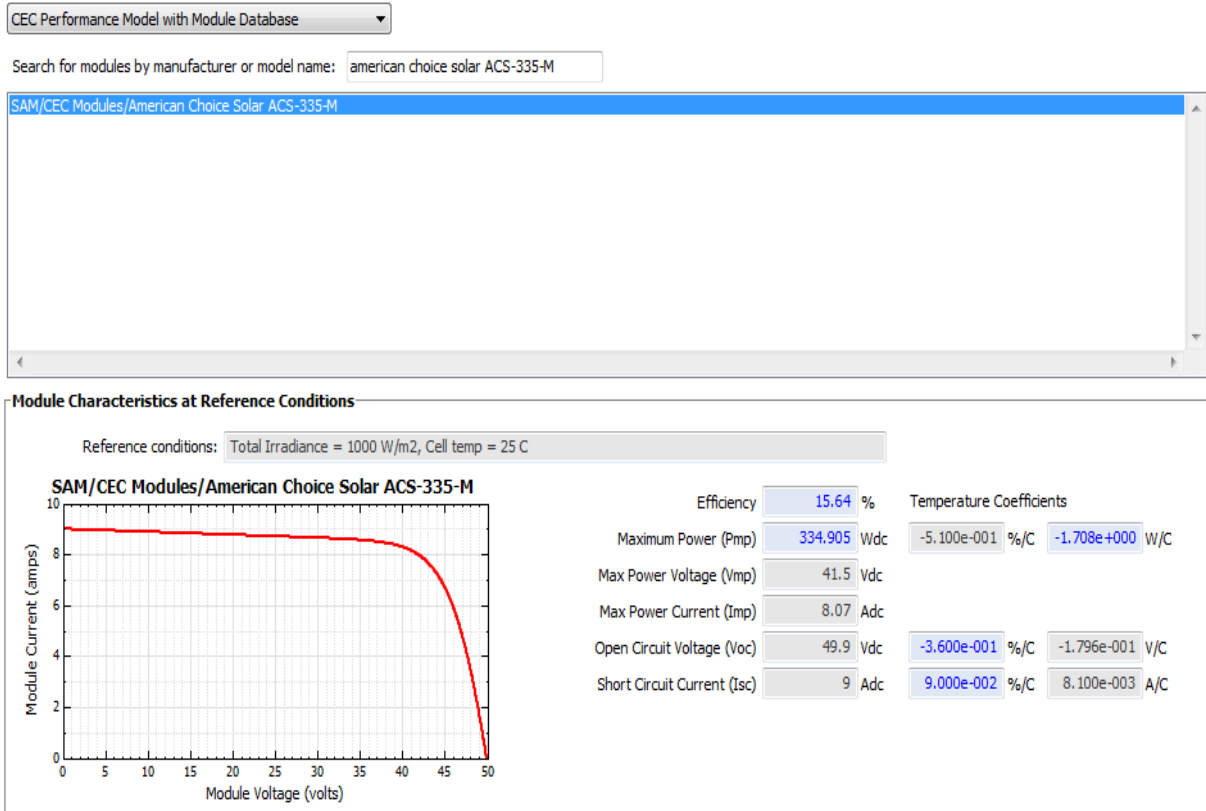 CEC Performance Model with Module Database
Search for modules by manufacturer or model name: american choice solar ACS-335-M
SAM/CEC Modules/American Choice Solar ACS-335-M
Module Characteristics at Reference Conditions
Reference conditions: Total Irradiance = 1000 W/m2, Cell temp = 25 C
SAM/CEC Modules/American Choice Solar ACS-335-M
10
8
6
4
2
0
Module Current (amps)
0 5 10 15 20 25 30 35 40 45 50
Module Voltage (volts)
Efficiency 15.64 % Temperature Coefficients
Maximum Power (Pmp) 334.905 Wdc -5.100e-001 %/C -1.708e+000 W/C
Max Power Voltage (Vmp) 41.5 Vdc
Max Power Current (Imp) 8.07 Adc
Open Circuit Voltage (Voc) 49.9 Vdc -3.600e-001 %/C -1.796e-001 V/C
Short Circuit Current (Isc) 9 Adc 9.000e-002 %/C 8.100e-003 A/C